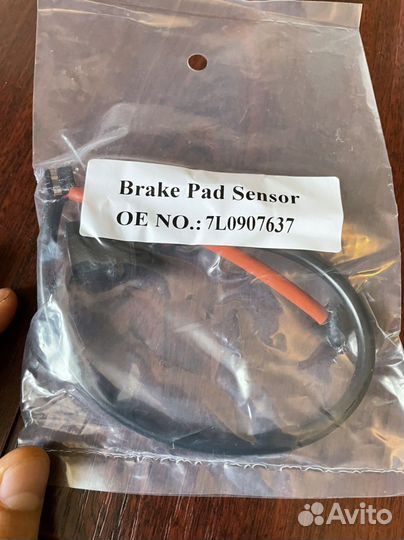 Brake Pad Sensor
OE NO.: 7L0907637
Avito